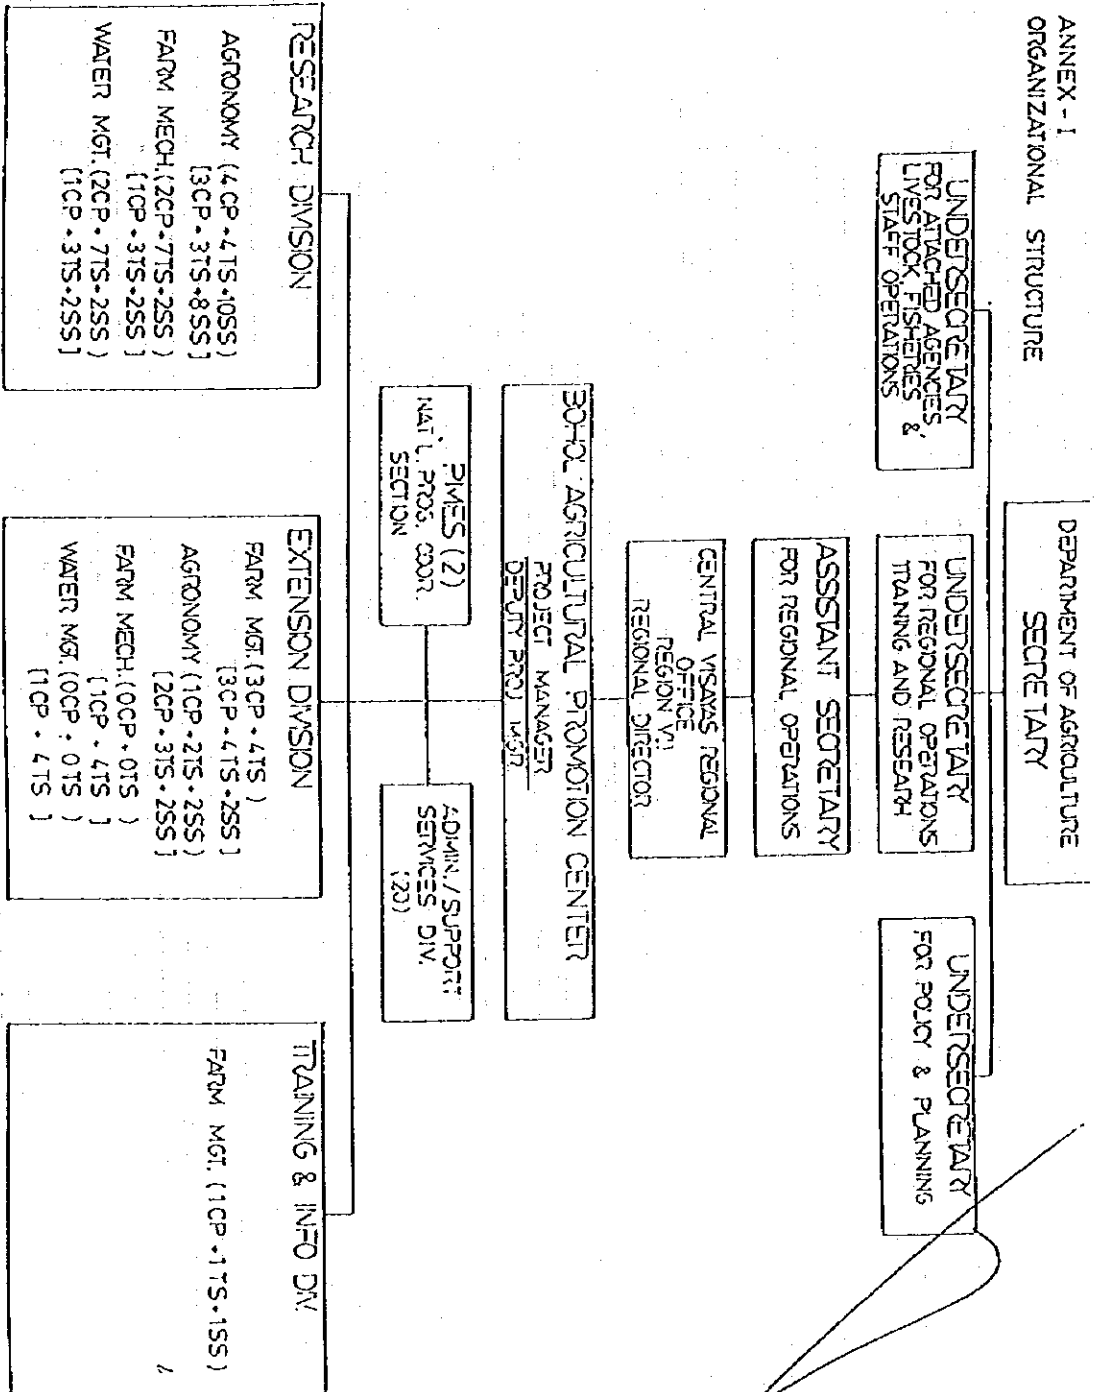 ANNEX - I
ORGANIZATIONAL STRUCTURE
DEPARTMENT OF AGRICULTURE
SECRETARY
UNDERSECRETARY
FOR ATTACHED AGENCIES,
LIVESTOCK, FISHERIES &
STAFF OPERATIONS
UNDERSECRETARY
FOR REGIONAL OPERATIONS
TRAINING AND RESEARH
UNDERSECRETARY
FOR POLICY & PLANNING
ASSISTANT SECRETARY
FOR REGIONAL OPERATIONS
CENTRAL VISAYAS REGIONAL
OFFICE
REGION VII
REGIONAL DIRECTOR
BOHOL AGRICULTURAL PROMOTION CENTER
PROJECT MANAGER
DEPUTY PROJ. MGR.
PIMES (2)
NAT'L. PROG. COOR.
SECTION
ADMIN./SUPPORT
SERVICES DIV.
(20)
RESEARCH DIVISION
AGRONOMY (4CP+4TS+10SS)
[3CP+3TS+8SS]
FARM MECH.(2CP+7TS+2SS)
[1CP+3TS+2SS]
WATER MGT.(2CP+7TS+2SS)
[1CP+3TS+2SS]
EXTENSION DIVISION
FARM MGT.(3CP+4TS)
[3CP+4TS+2SS]
AGRONOMY (1CP+2TS+2SS)
[2CP+3TS+2SS]
FARM MECH.(0CP+0TS)
[1CP+4TS]
WATER MGT.(0CP+0TS)
[1CP+4TS]
TRAINING & INFO DIV.
FARM MGT. (1CP+1TS+1SS)